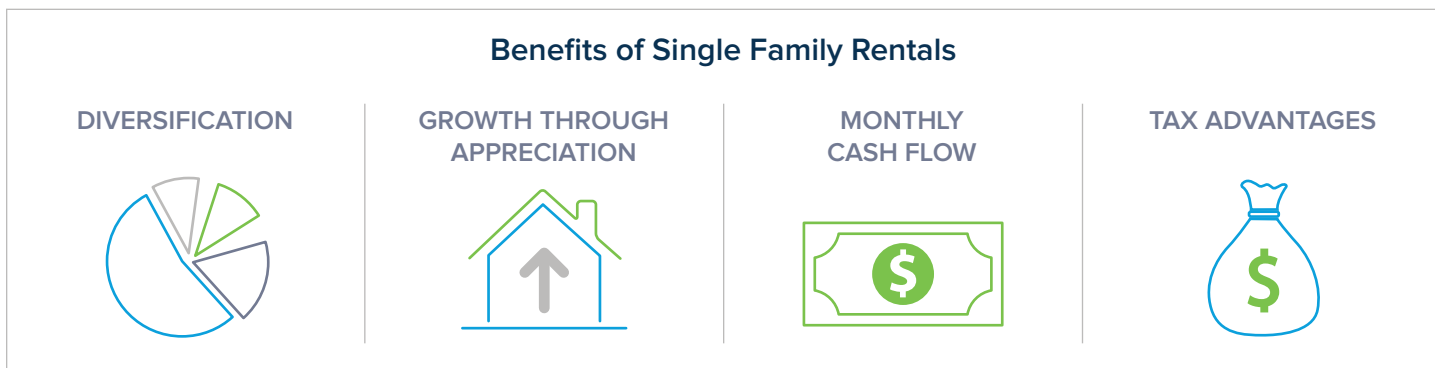 Benefits of Single Family Rentals
DIVERSIFICATION
GROWTH THROUGH
APPRECIATION
MONTHLY
CASH FLOW
TAX ADVANTAGES
$
$